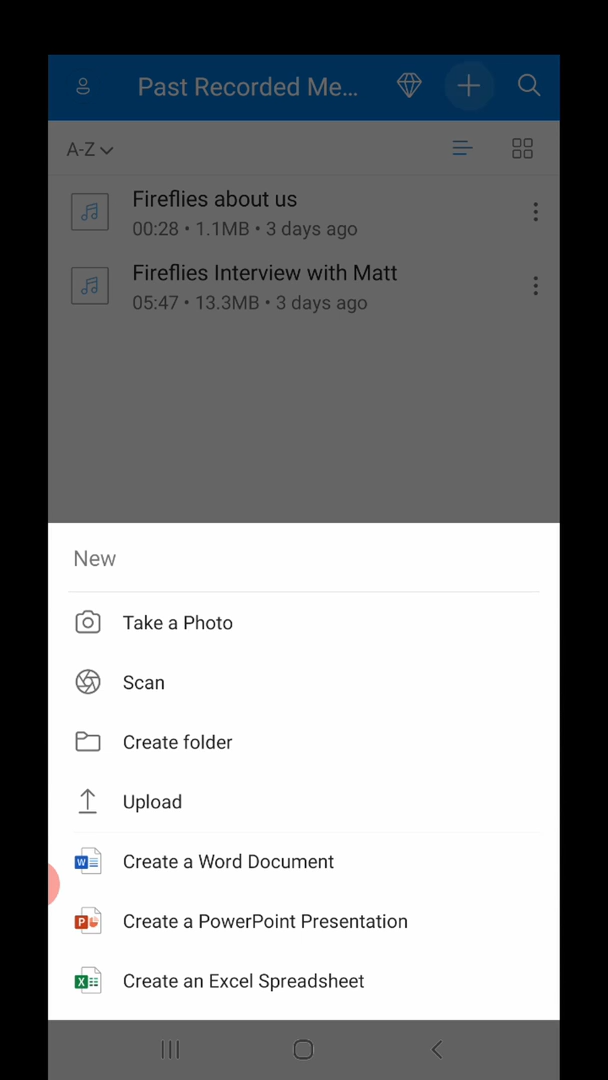 Past Recorded Me...
A-Z
Fireflies about us
00:28 • 1.1MB • 3 days ago
Fireflies Interview with Matt
05:47 • 13.3MB • 3 days ago
New
Take a Photo
Scan
Create folder
Upload
W Create a Word Document
P Create a PowerPoint Presentation
X Create an Excel Spreadsheet